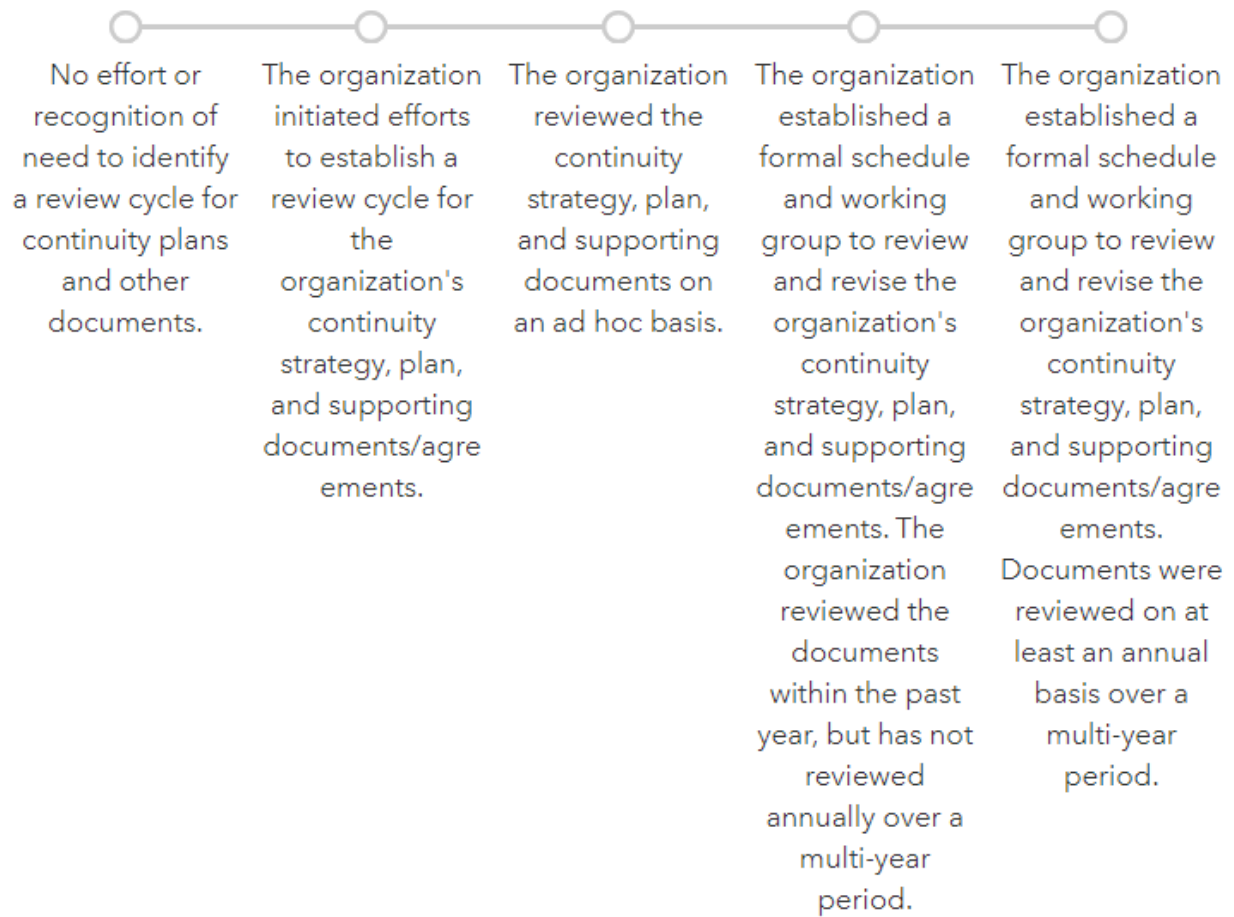 No effort or
recognition of
need to identify
a review cycle for
continuity plans
and other
documents.
The organization
initiated efforts
to establish a
review cycle for
the
organization's
continuity
strategy, plan,
and supporting
documents/agre
ements.
The organization
reviewed the
continuity
strategy, plan,
and supporting
documents on
an ad hoc basis.
The organization
established a
formal schedule
and working
group to review
and revise the
organization's
continuity
strategy, plan,
and supporting
documents/agre
ements. The
organization
reviewed the
documents
within the past
year, but has not
reviewed
annually over a
multi-year
period.
The organization
established a
formal schedule
and working
group to review
and revise the
organization's
continuity
strategy, plan,
and supporting
documents/agre
ements.
Documents were
reviewed on at
least an annual
basis over a
multi-year
period.